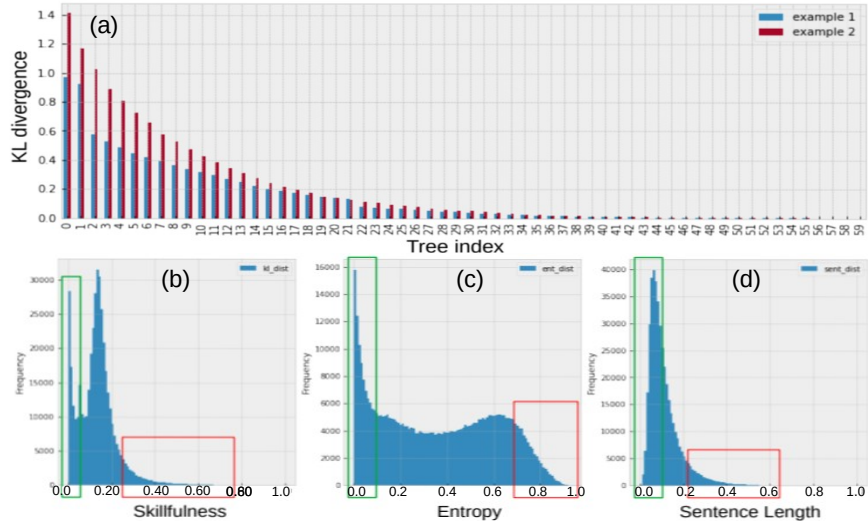 (a)
example 1
example 2
KL divergence
1.4
1.2
1.0
0.8
0.6
0.4
0.2
0.0
0 1 2 3 4 5 6 7 8 9 10 11 12 13 14 15 16 17 18 19 20 21 22 23 24 25 26 27 28 29 30 31 32 33 34 35 36 37 38 39 40 41 42 43 44 45 46 47 48 49 50 51 52 53 54 55 56 57 58 59
Tree index
(b)
kl_dist
Frequency
30000
25000
20000
15000
10000
5000
0
0.0 0.20 0.40 0.60 0.80 1.0
Skillfulness
(c)
ent_dist
Frequency
16000
14000
12000
10000
8000
6000
4000
2000
0
0.0 0.2 0.4 0.6 0.8 1.0
Entropy
(d)
sent_dist
Frequency
40000
35000
30000
25000
20000
15000
10000
5000
0
0.0 0.2 0.4 0.6 0.8 1.0
Sentence Length